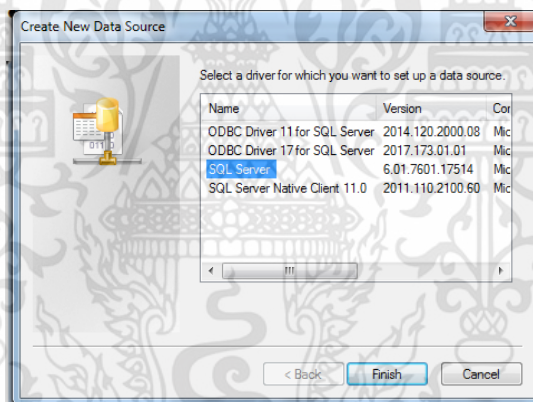 Create New Data Source
Select a driver for which you want to set up a data source.
Name Version Cor
ODBC Driver 11 for SQL Server 2014.120.2000.08 Mic
ODBC Driver 17 for SQL Server 2017.173.01.01 Mic
SQL Server 6.01.7601.17514 Mic
SQL Server Native Client 11.0 2011.110.2100.60 Mic
< Back Finish Cancel